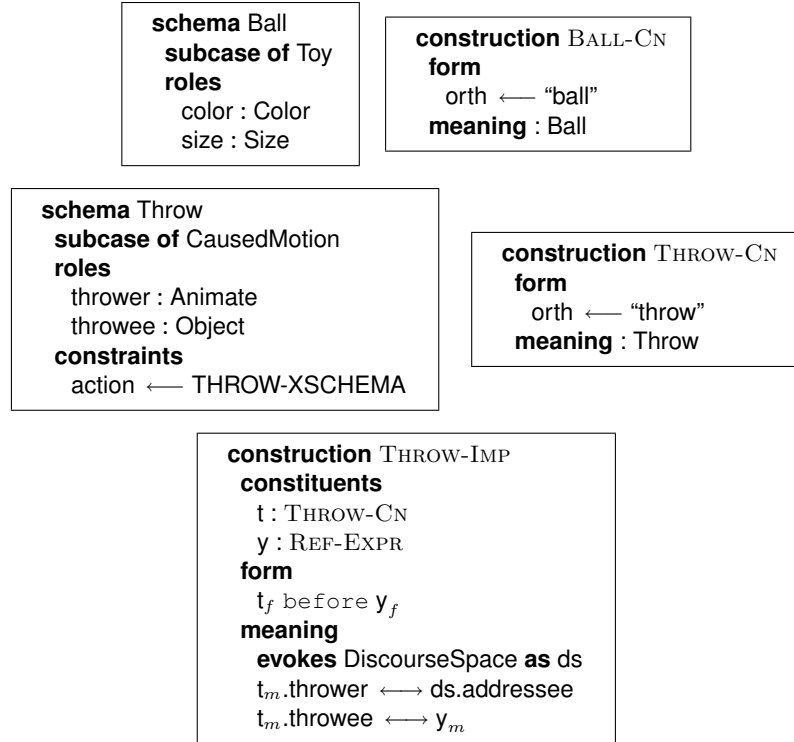 schema Ball
subcase of Toy
roles
color : Color
size : Size
construction BALL-CN
form
orth ⟵ “ball”
meaning : Ball
schema Throw
subcase of CausedMotion
roles
thrower : Animate
throwee : Object
constraints
action ⟵ THROW-XSCHEMA
construction THROW-CN
form
orth ⟵ “throw”
meaning : Throw
construction THROW-IMP
constituents
t : THROW-CN
y : REF-EXPR
form
t_f before y_f
meaning
evokes DiscourseSpace as ds
t_m.thrower ⟷ ds.addressee
t_m.throwee ⟷ y_m